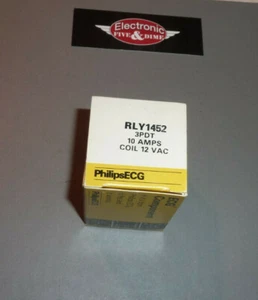 Electronic
FIVE & DIME
RLY1452
3PDT
10 AMPS
COIL 12 VAC
PhilipsECG